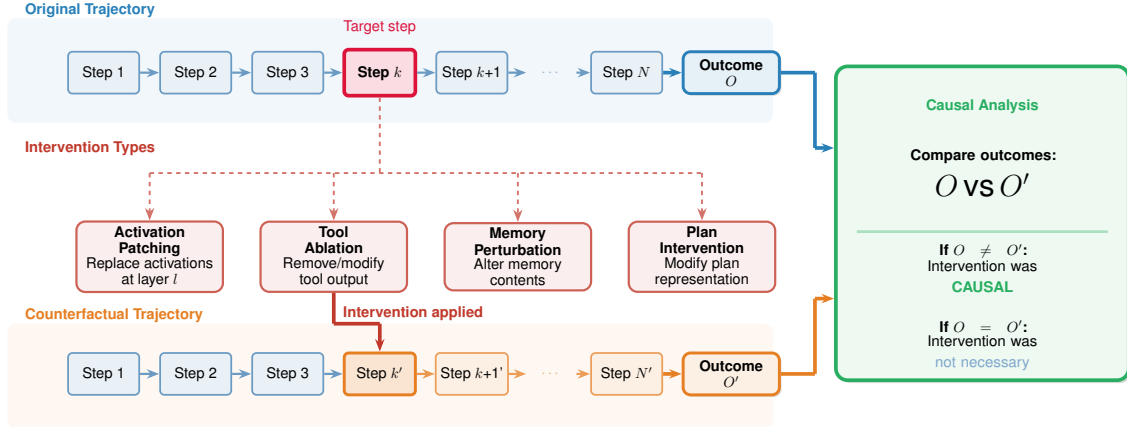 Original Trajectory
Target step
Step 1
Step 2
Step 3
Step k
Step k+1
...
Step N
Outcome
O
Intervention Types
Activation
Patching
Replace activations
at layer l
Tool
Ablation
Remove/modify
tool output
Memory
Perturbation
Alter memory
contents
Plan
Intervention
Modify plan
representation
Counterfactual Trajectory
Intervention applied
Step 1
Step 2
Step 3
Step k′
Step k+1'
...
Step N′
Outcome
O′
Causal Analysis
Compare outcomes:
O vs O′
If O ≠ O′:
Intervention was
CAUSAL
If O = O′:
Intervention was
not necessary